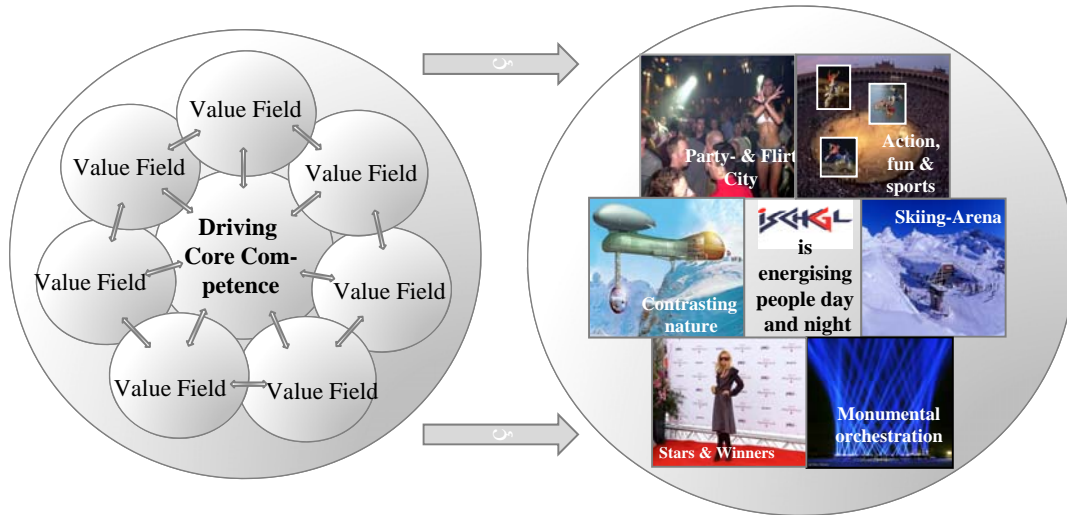 Value Field
Value Field
Value Field
Value Field
Value Field
Value Field
Value Field
Driving
Core Com-
petence
ک
ک
Party- & Flirt
City
Action,
fun &
sports
Contrasting
nature
iSCHGL
is
energising
people day
and night
Skiing-Arena
Stars & Winners
Monumental
orchestration